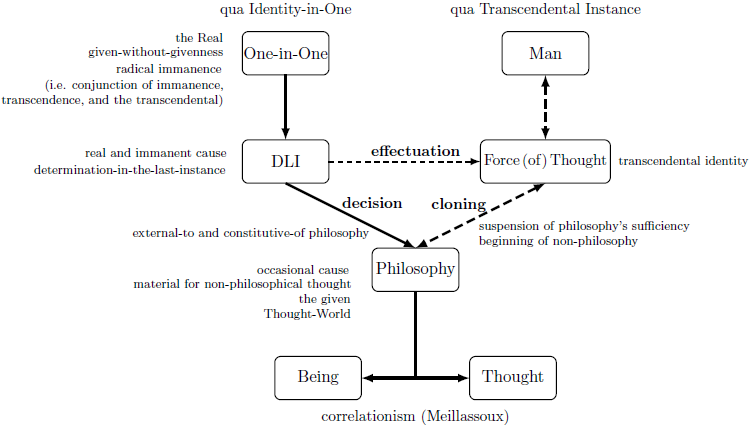 qua Identity-in-One
qua Transcendental Instance
the Real
given-without-givenness
radical immanence
(i.e. conjunction of immanence,
transcendence, and the transcendental)
One-in-One
Man
real and immanent cause
determination-in-the-last-instance
DLI
effectuation
Force (of) Thought
transcendental identity
decision
cloning
external-to and constitutive-of philosophy
suspension of philosophy's sufficiency
beginning of non-philosophy
occasional cause
material for non-philosophical thought
the given
Thought-World
Philosophy
Being
Thought
correlationism (Meillassoux)